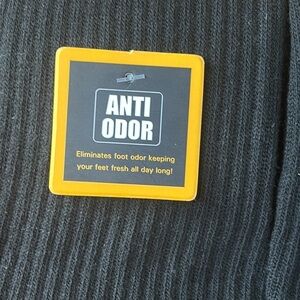 ANTI
ODOR
Eliminates foot odor keeping
your feet fresh all day long!